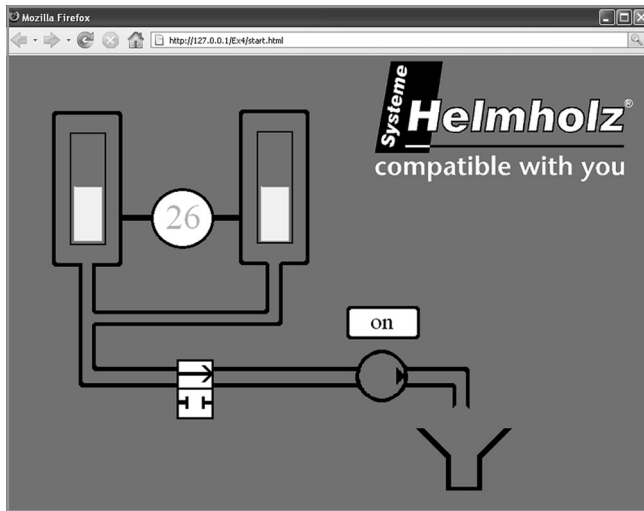 Mozilla Firefox
http://127.0.0.1/Ex4/start.html
Systeme
Helmholz®
compatible with you
26
on